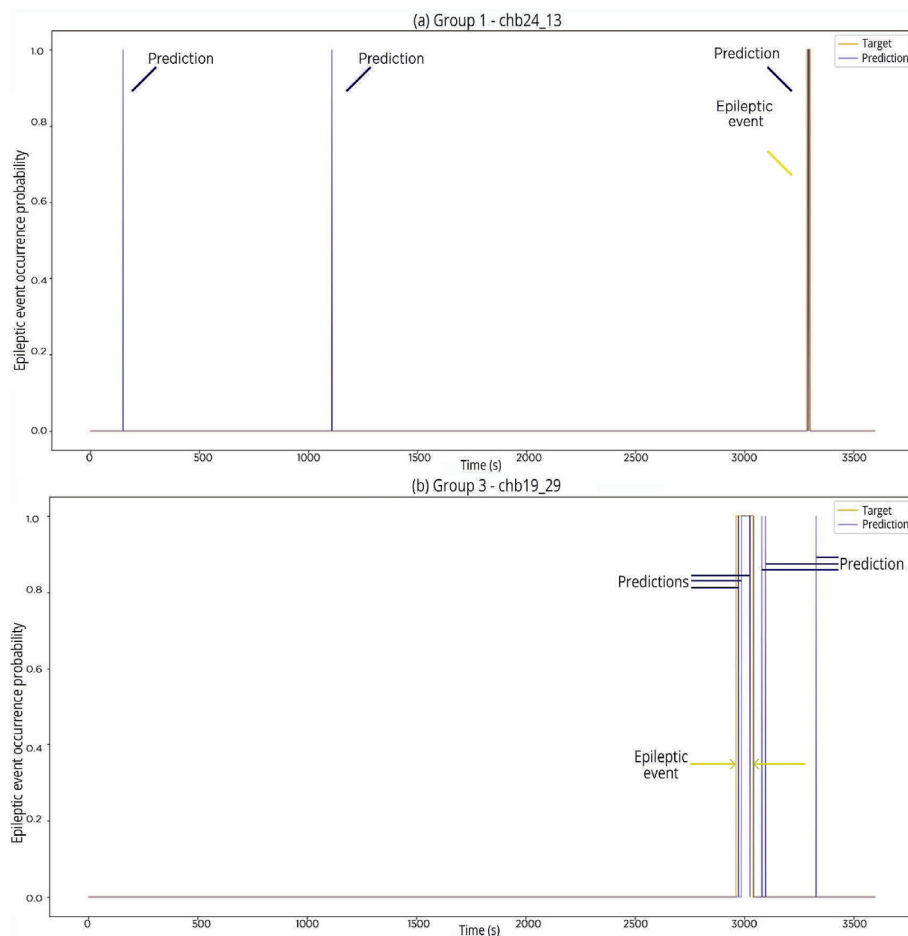 (a) Group 1 - chb24_13
Epileptic event occurrence probability
1.0
0.8
0.6
0.4
0.2
0.0
Prediction
Prediction
Prediction
Epileptic
event
Target
Prediction
0
500
1000
1500
2000
2500
3000
3500
Time (s)
(b) Group 3 - chb19_29
Epileptic event occurrence probability
1.0
0.8
0.6
0.4
0.2
0.0
Target
Prediction
Predictions
Prediction
Epileptic
event
0
500
1000
1500
2000
2500
3000
3500
Time (s)